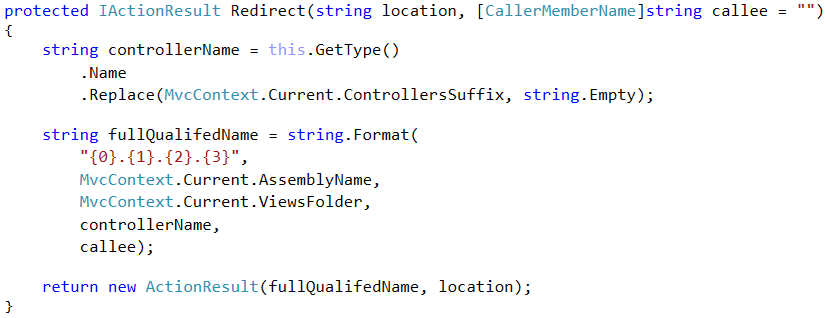 protected IActionResult Redirect(string location, [CallerMemberName]string callee = "")
{
    string controllerName = this.GetType()
        .Name
        .Replace(MvcContext.Current.ControllersSuffix, string.Empty);

    string fullQualifedName = string.Format(
        "{0}.{1}.{2}.{3}",
        MvcContext.Current.AssemblyName,
        MvcContext.Current.ViewsFolder,
        controllerName,
        callee);

    return new ActionResult(fullQualifedName, location);
}